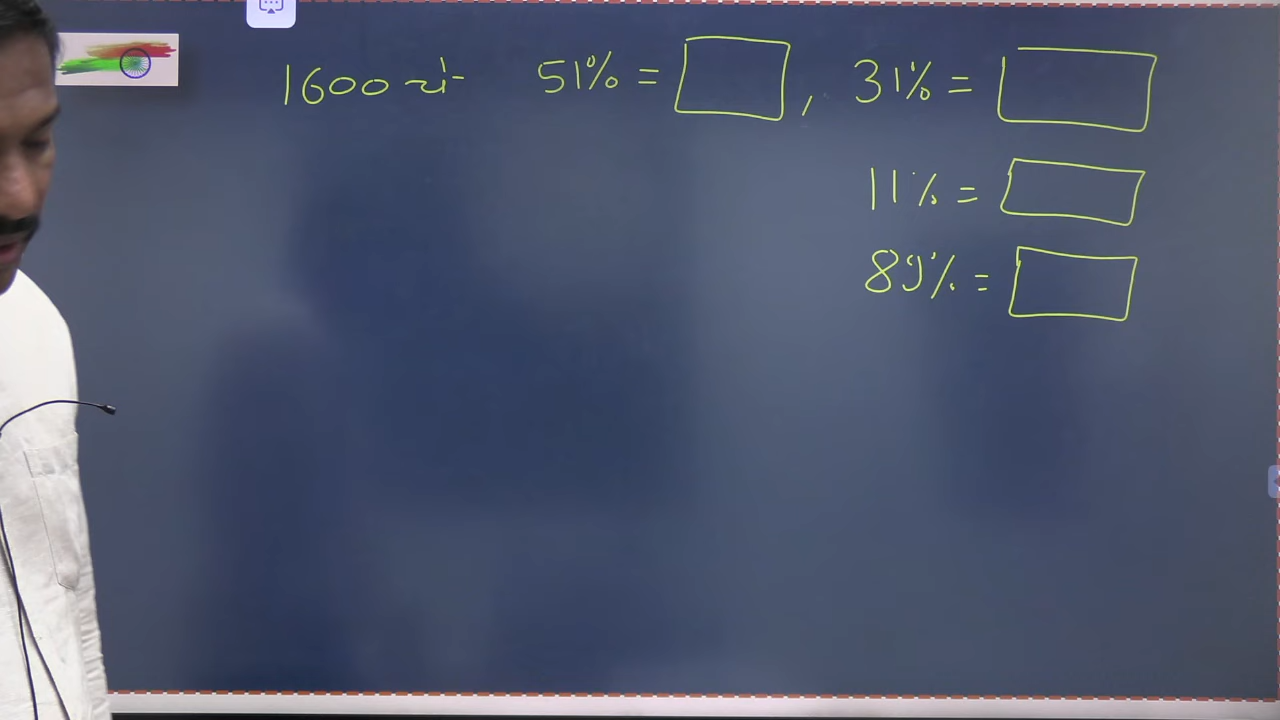 1600 चा 51% = , 31% =
11% =
89% =